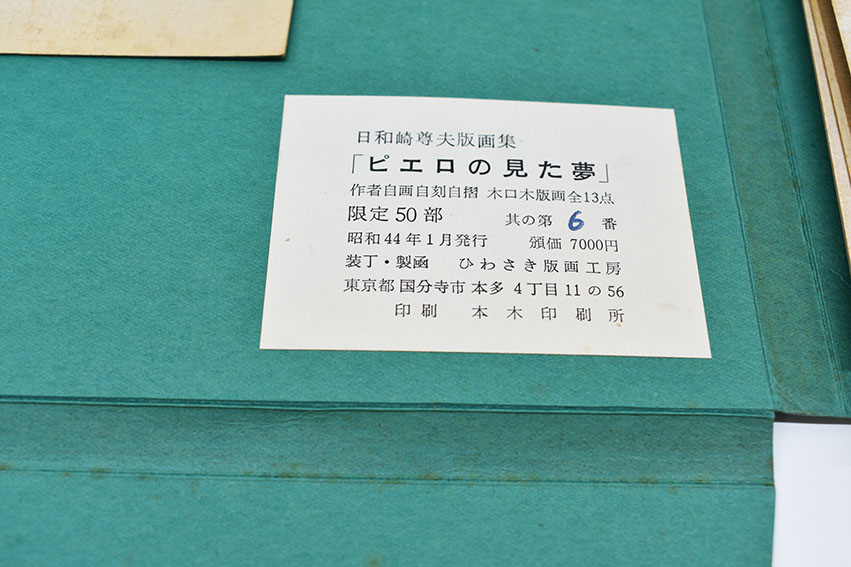 日和崎尊夫版画集
「ピエロの見た夢」
作者自画自刻自摺 木口木版画全13点
限定50部 其の第 6 番
昭和44年1月発行 頒価 7000円
装丁・製函 ひわさき版画工房
東京都国分寺市本多4丁目11の56
印刷 本木印刷所